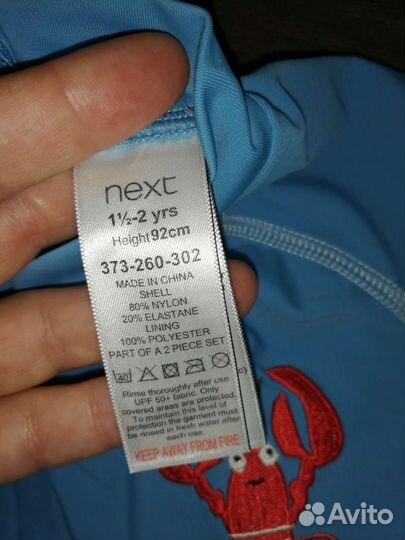 next
1½-2 yrs
Height 92cm
373-260-302
MADE IN CHINA
SHELL
80% NYLON
20% ELASTANE
LINING
100% POLYESTER
PART OF A 2 PIECE SET
40
Rinse thoroughly after use
UPF 50+ fabric. Only
covered areas are protected.
To maintain this level of
protection the garment must
be rinsed in fresh water after
each use.
KEEP AWAY FROM FIRE
Avito